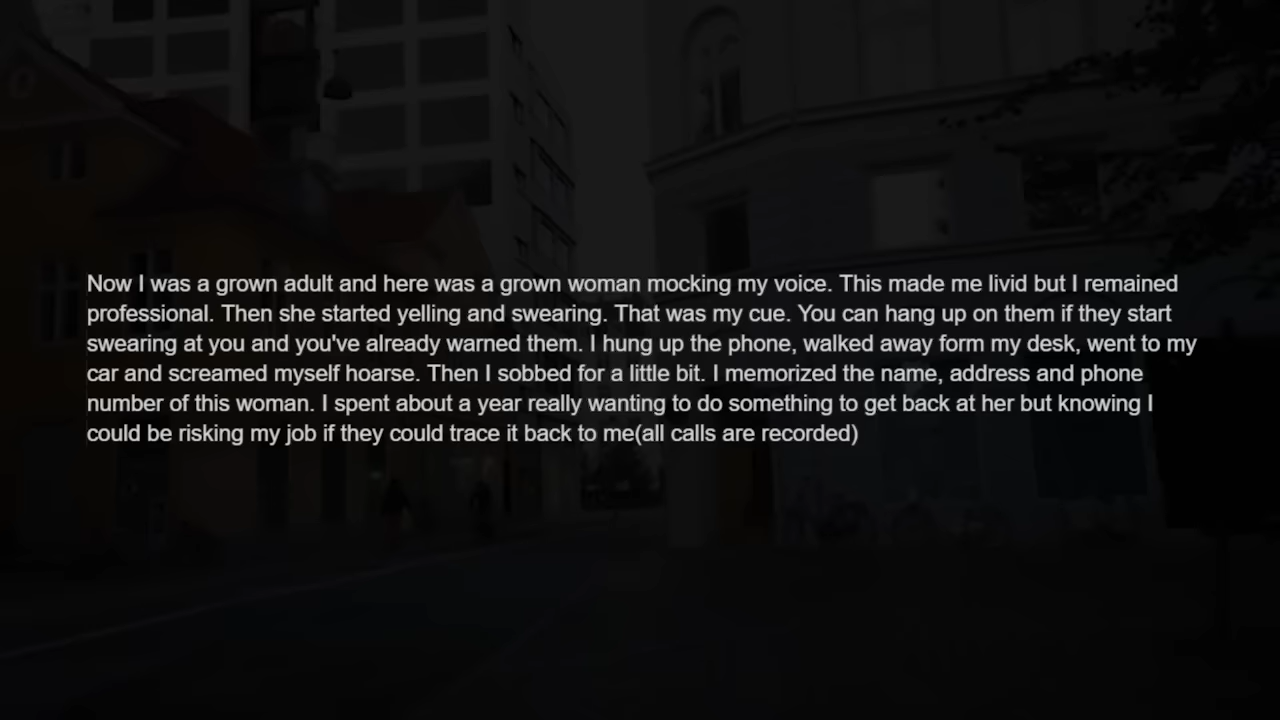 Now I was a grown adult and here was a grown woman mocking my voice. This made me livid but I remained
professional. Then she started yelling and swearing. That was my cue. You can hang up on them if they start
swearing at you and you've already warned them. I hung up the phone, walked away form my desk, went to my
car and screamed myself hoarse. Then I sobbed for a little bit. I memorized the name, address and phone
number of this woman. I spent about a year really wanting to do something to get back at her but knowing I
could be risking my job if they could trace it back to me(all calls are recorded)